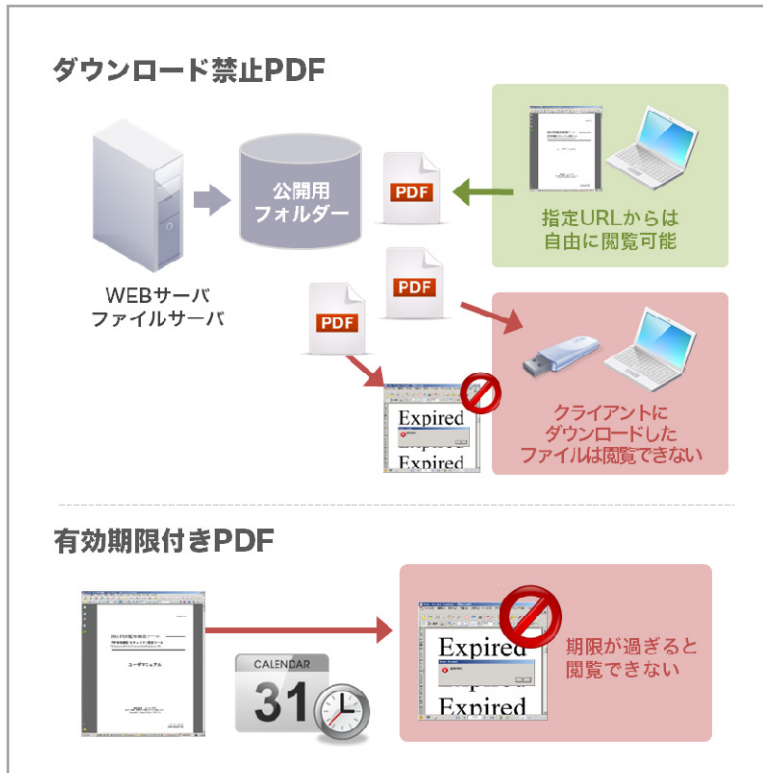 ダウンロード禁止PDF
公開用
フォルダー
PDF
指定URLからは
自由に閲覧可能
WEBサーバ
ファイルサーバ
PDF
PDF
クライアントに
ダウンロードした
ファイルは閲覧できない
Expired
Expired
有効期限付きPDF
ユーザマニュアル
CALENDAR
31
Expired
Expired
期限が過ぎると
閲覧できない